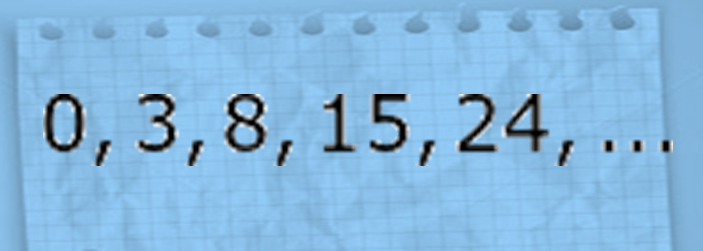 0, 3, 8, 15, 24, ...